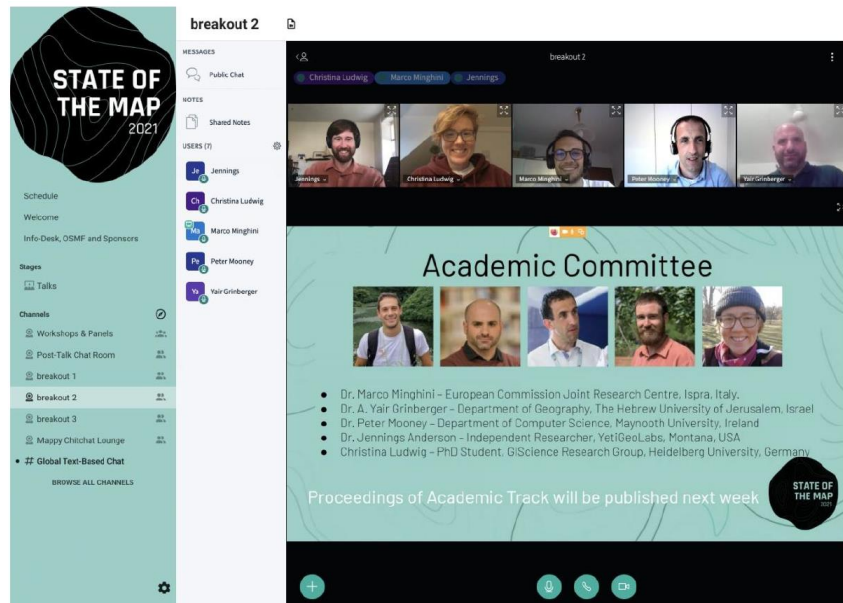 STATE OF
THE MAP
2021
Schedule
Welcome
Info-Desk, OSMF and Sponsors
Stages
Talks
Channels
Workshops & Panels
Post-Talk Chat Room
breakout 1
breakout 2
breakout 3
Mappy Chitchat Lounge
# Global Text-Based Chat
BROWSE ALL CHANNELS
breakout 2
MESSAGES
Public Chat
NOTES
Shared Notes
USERS (7)
Je Jennings
Ch Christina Ludwig
Ma Marco Minghini
Pe Peter Mooney
Ya Yair Grinberger
breakout 2
Christina Ludwig Marco Minghini Jennings
Jennings Christina Ludwig Marco Minghini Peter Mooney Yair Grinberger
Academic Committee
● Dr. Marco Minghini – European Commission Joint Research Centre, Ispra, Italy.
● Dr. A. Yair Grinberger – Department of Geography, The Hebrew University of Jerusalem, Israel
● Dr. Peter Mooney – Department of Computer Science, Maynooth University, Ireland
● Dr. Jennings Anderson – Independent Researcher, YetiGeoLabs, Montana, USA
● Christina Ludwig – PhD Student, GIScience Research Group, Heidelberg University, Germany
Proceedings of Academic Track will be published next week
STATE OF
THE MAP
2021